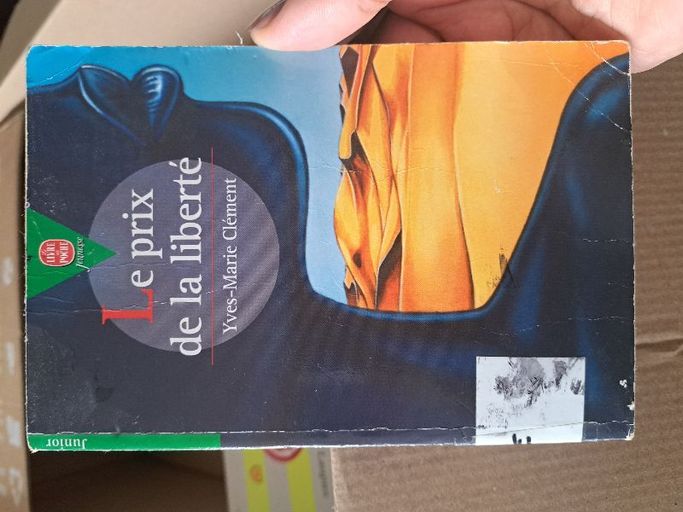 Le prix
de la liberté
Yves-Marie Clément
LE LIVRE
DE
POCHE
Jeunesse
Junior